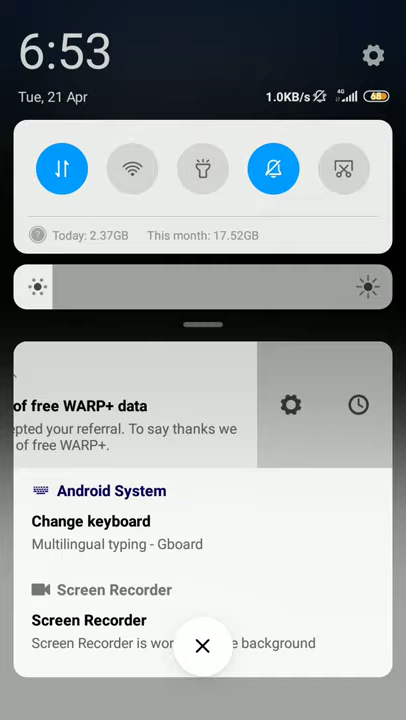 6:53
Tue, 21 Apr
1.0KB/s 4G 68
Today: 2.37GB This month: 17.52GB
of free WARP+ data
epted your referral. To say thanks we
of free WARP+.
Android System
Change keyboard
Multilingual typing - Gboard
Screen Recorder
Screen Recorder
Screen Recorder is wor e background